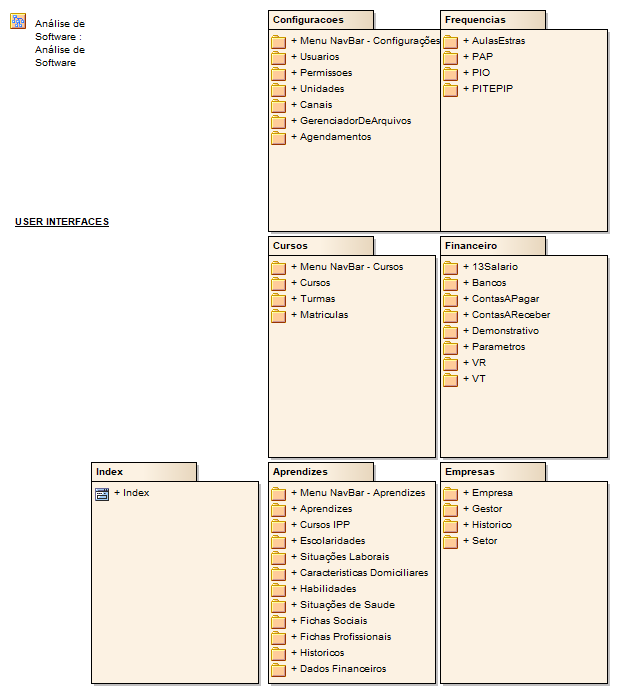 Análise de
Software :
Análise de
Software
USER INTERFACES
Configuracoes
+ Menu NavBar - Configurações
+ Usuarios
+ Permissoes
+ Unidades
+ Canais
+ GerenciadorDeArquivos
+ Agendamentos
Frequencias
+ AulasEstras
+ PAP
+ PIO
+ PITEPIP
Cursos
+ Menu NavBar - Cursos
+ Cursos
+ Turmas
+ Matriculas
Financeiro
+ 13Salario
+ Bancos
+ ContasAPagar
+ ContasAReceber
+ Demonstrativo
+ Parametros
+ VR
+ VT
Index
+ Index
Aprendizes
+ Menu NavBar - Aprendizes
+ Aprendizes
+ Cursos IPP
+ Escolaridades
+ Situações Laborais
+ Caracteristicas Domiciliares
+ Habilidades
+ Situações de Saude
+ Fichas Sociais
+ Fichas Profissionais
+ Historicos
+ Dados Financeiros
Empresas
+ Empresa
+ Gestor
+ Historico
+ Setor